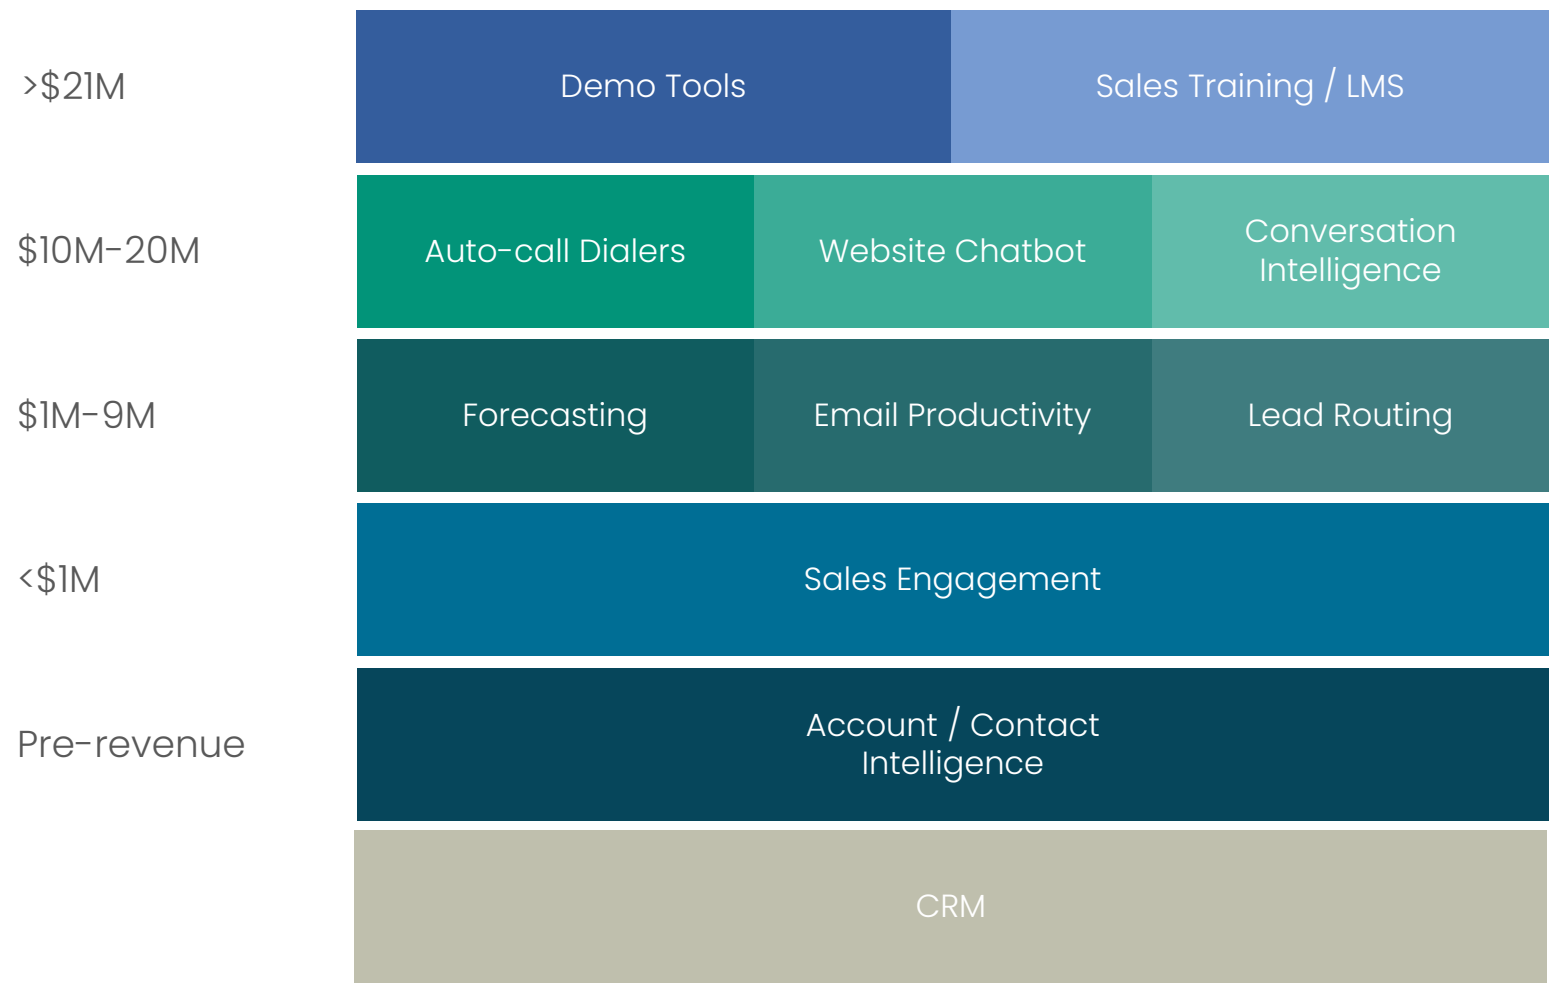 >$21M
Demo Tools
Sales Training / LMS
$10M-20M
Auto-call Dialers
Website Chatbot
Conversation
Intelligence
$1M-9M
Forecasting
Email Productivity
Lead Routing
<$1M
Sales Engagement
Pre-revenue
Account / Contact
Intelligence
CRM